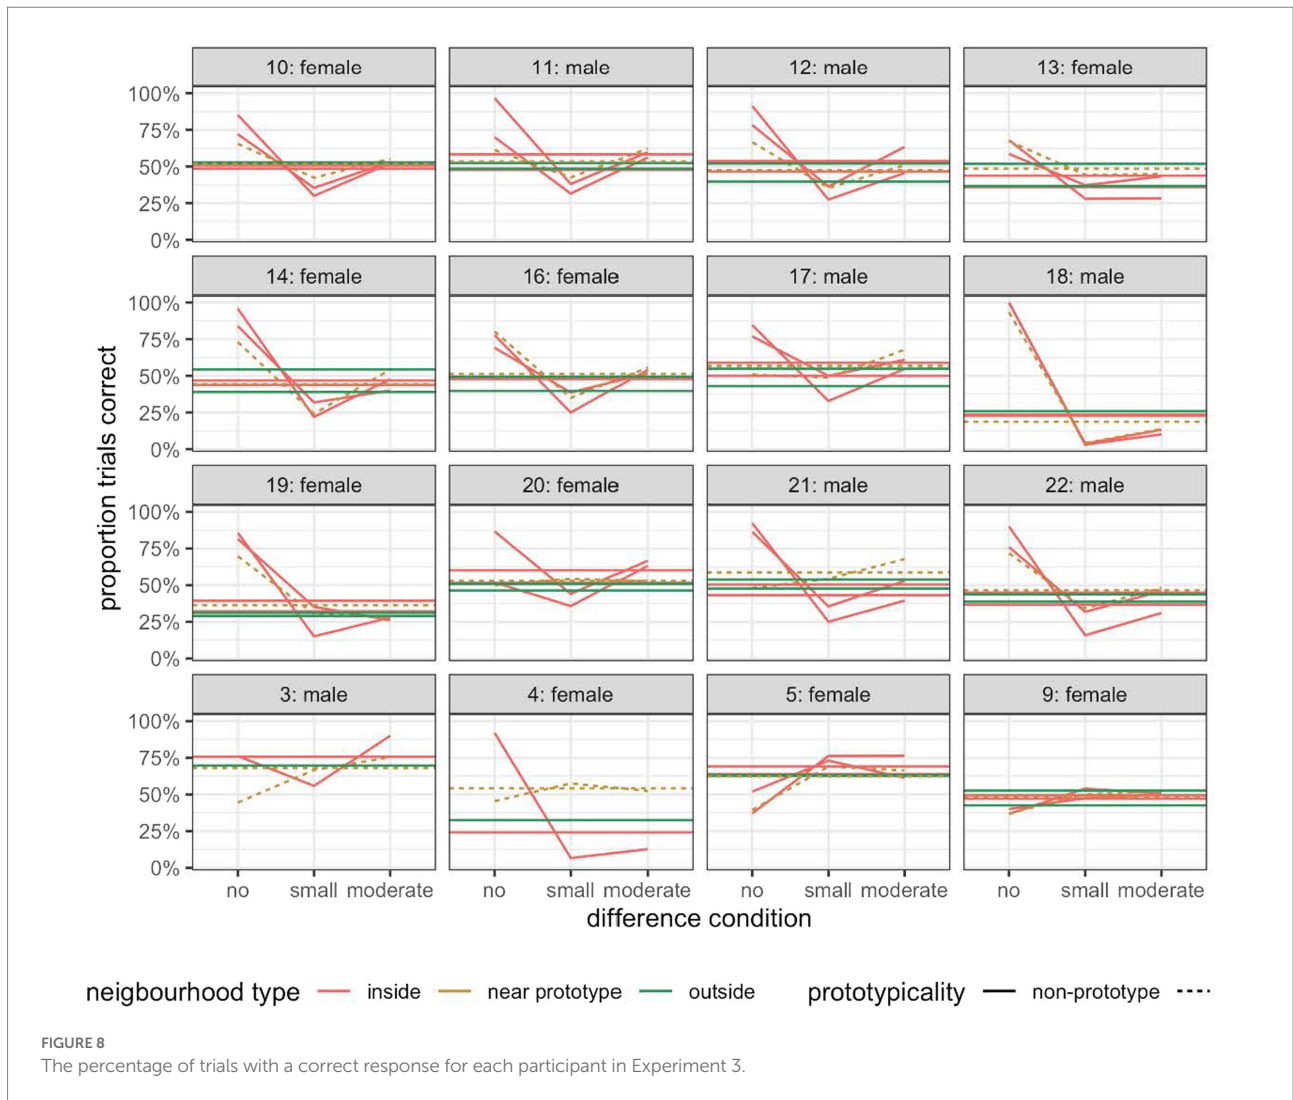 10: female 11: male 12: male 13: female
100%
75%
50%
25%
0%
14: female 16: female 17: male 18: male
100%
75%
50%
25%
0%
19: female 20: female 21: male 22: male
100%
75%
50%
25%
0%
3: male 4: female 5: female 9: female
100%
75%
50%
25%
0%
proportion trials correct
no small moderate no small moderate no small moderate no small moderate
difference condition
neigbourhood type inside near prototype outside prototypicality non-prototype
FIGURE 8
The percentage of trials with a correct response for each participant in Experiment 3.